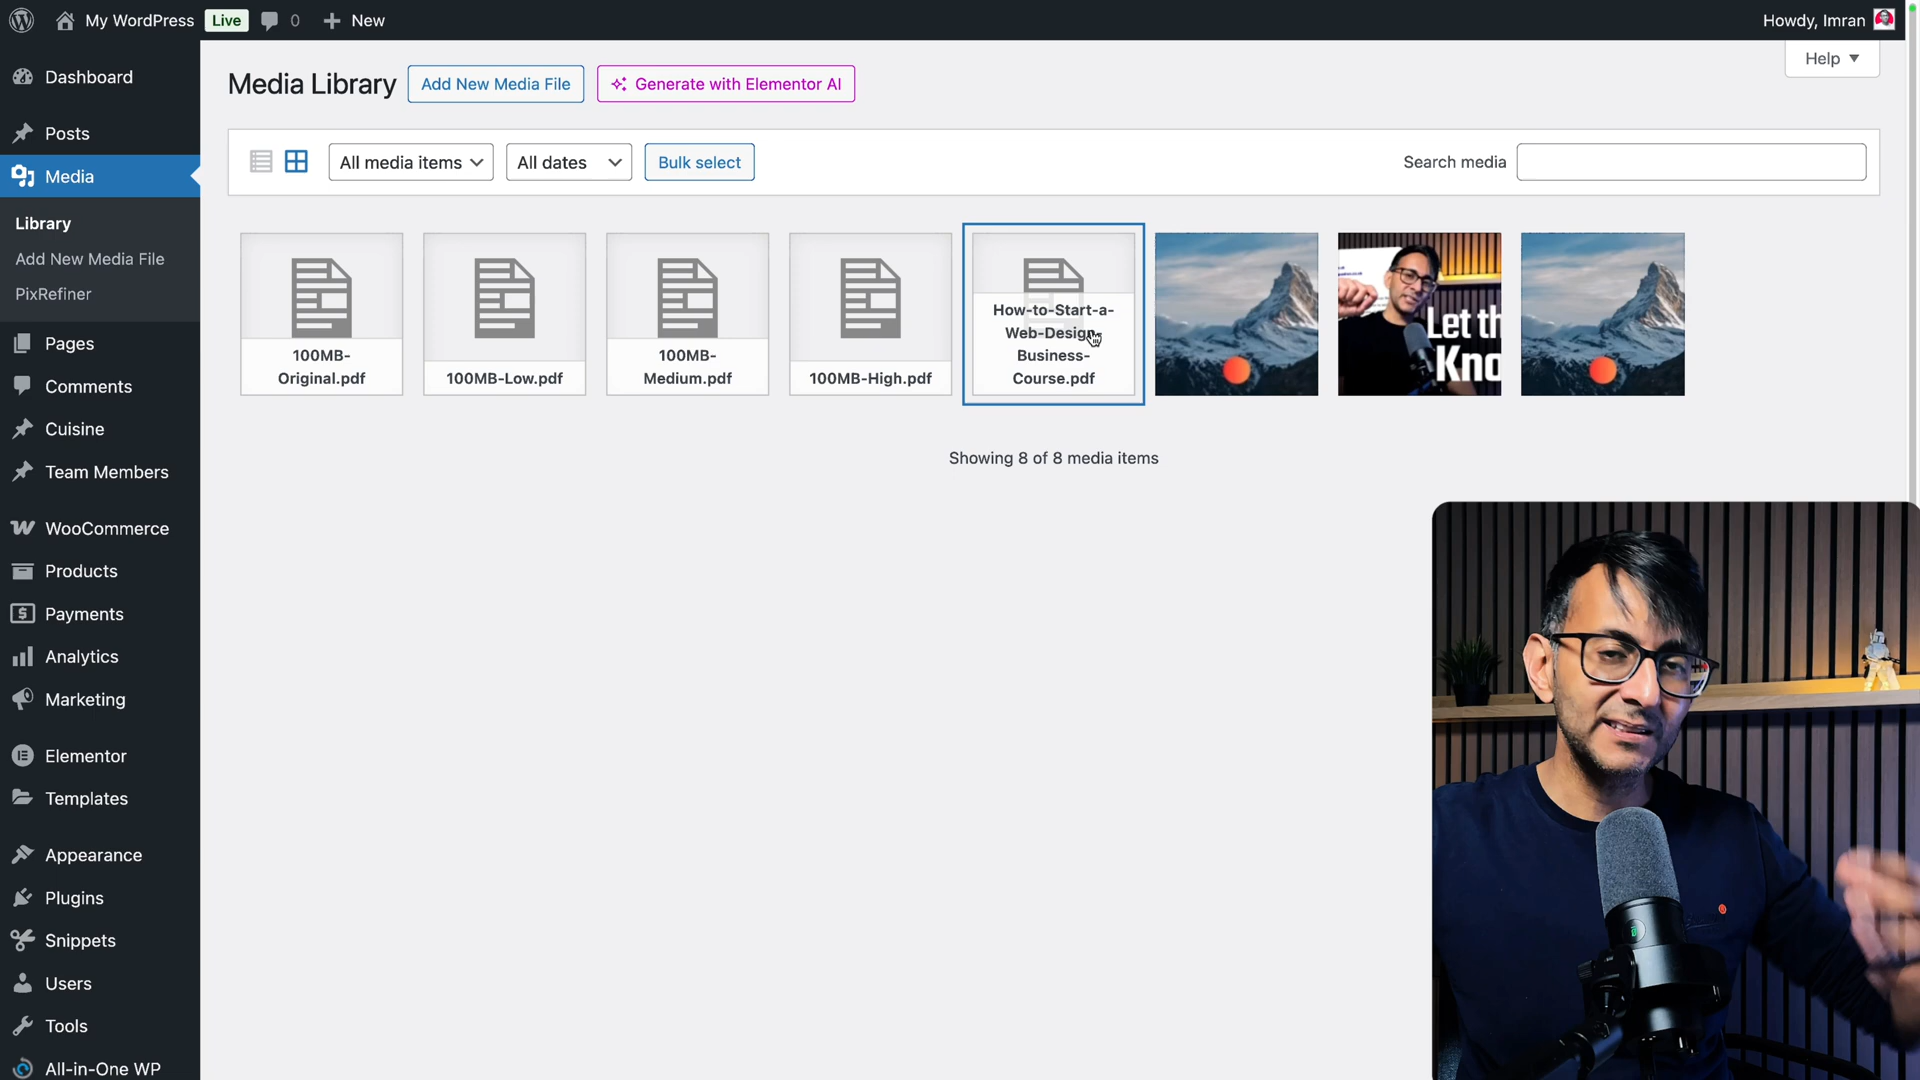 My WordPress Live 0 New
Howdy, Imran
Help
Dashboard
Posts
Media
Library
Add New Media File
PixRefiner
Pages
Comments
Cuisine
Team Members
WooCommerce
Products
Payments
Analytics
Marketing
Elementor
Templates
Appearance
Plugins
Snippets
Users
Tools
All-in-One WP
Media Library
Add New Media File
Generate with Elementor AI
All media items
All dates
Bulk select
Search media
100MB-
Original.pdf
100MB-Low.pdf
100MB-
Medium.pdf
100MB-High.pdf
How-to-Start-a-
Web-Design-
Business-
Course.pdf
Let th
Kno
Showing 8 of 8 media items